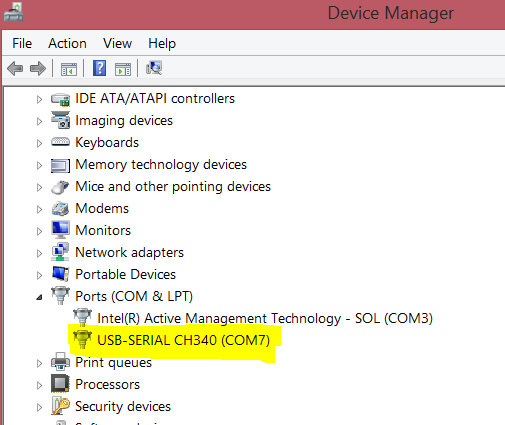 Device Manager
File Action View Help
IDE ATA/ATAPI controllers
Imaging devices
Keyboards
Memory technology devices
Mice and other pointing devices
Modems
Monitors
Network adapters
Portable Devices
Ports (COM & LPT)
Intel(R) Active Management Technology - SOL (COM3)
USB-SERIAL CH340 (COM7)
Print queues
Processors
Security devices